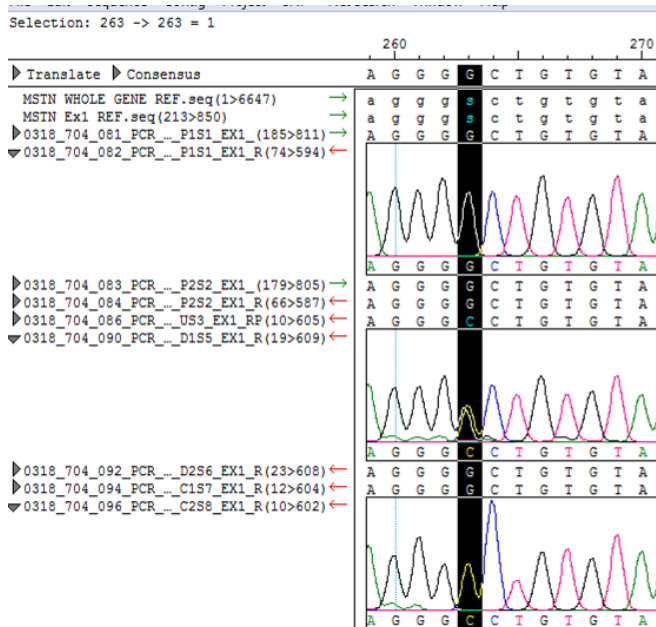 Selection: 263 -> 263 = 1
260 270
Translate Consensus A G G G G C T G T G T A
MSTN WHOLE GENE REF.seq(1>6647) → a g g g s c t g t g t a
MSTN Ex1 REF.seq(213>850) → a g g g s c t g t g t a
0318_704_081_PCR_..._P1S1_EX1_(185>811) → A G G G G C T G T G T A
0318_704_082_PCR_..._P1S1_EX1_R(74>594) ←
A G G G G C T G T G T A
0318_704_083_PCR_..._P2S2_EX1_(179>805) → A G G G G C T G T G T A
0318_704_084_PCR_..._P2S2_EX1_R(66>587) ← A G G G G C T G T G T A
0318_704_086_PCR_..._US3_EX1_RP(10>605) ← A G G G C C T G T G T A
0318_704_090_PCR_..._D1S5_EX1_R(19>609) ←
A G G G C C T G T G T A
0318_704_092_PCR_..._D2S6_EX1_R(23>608) ← A G G G G C T G T G T A
0318_704_094_PCR_..._C1S7_EX1_R(12>604) ← A G G G G C T G T G T A
0318_704_096_PCR_..._C2S8_EX1_R(10>602) ←
A G G G C C T G T G T A